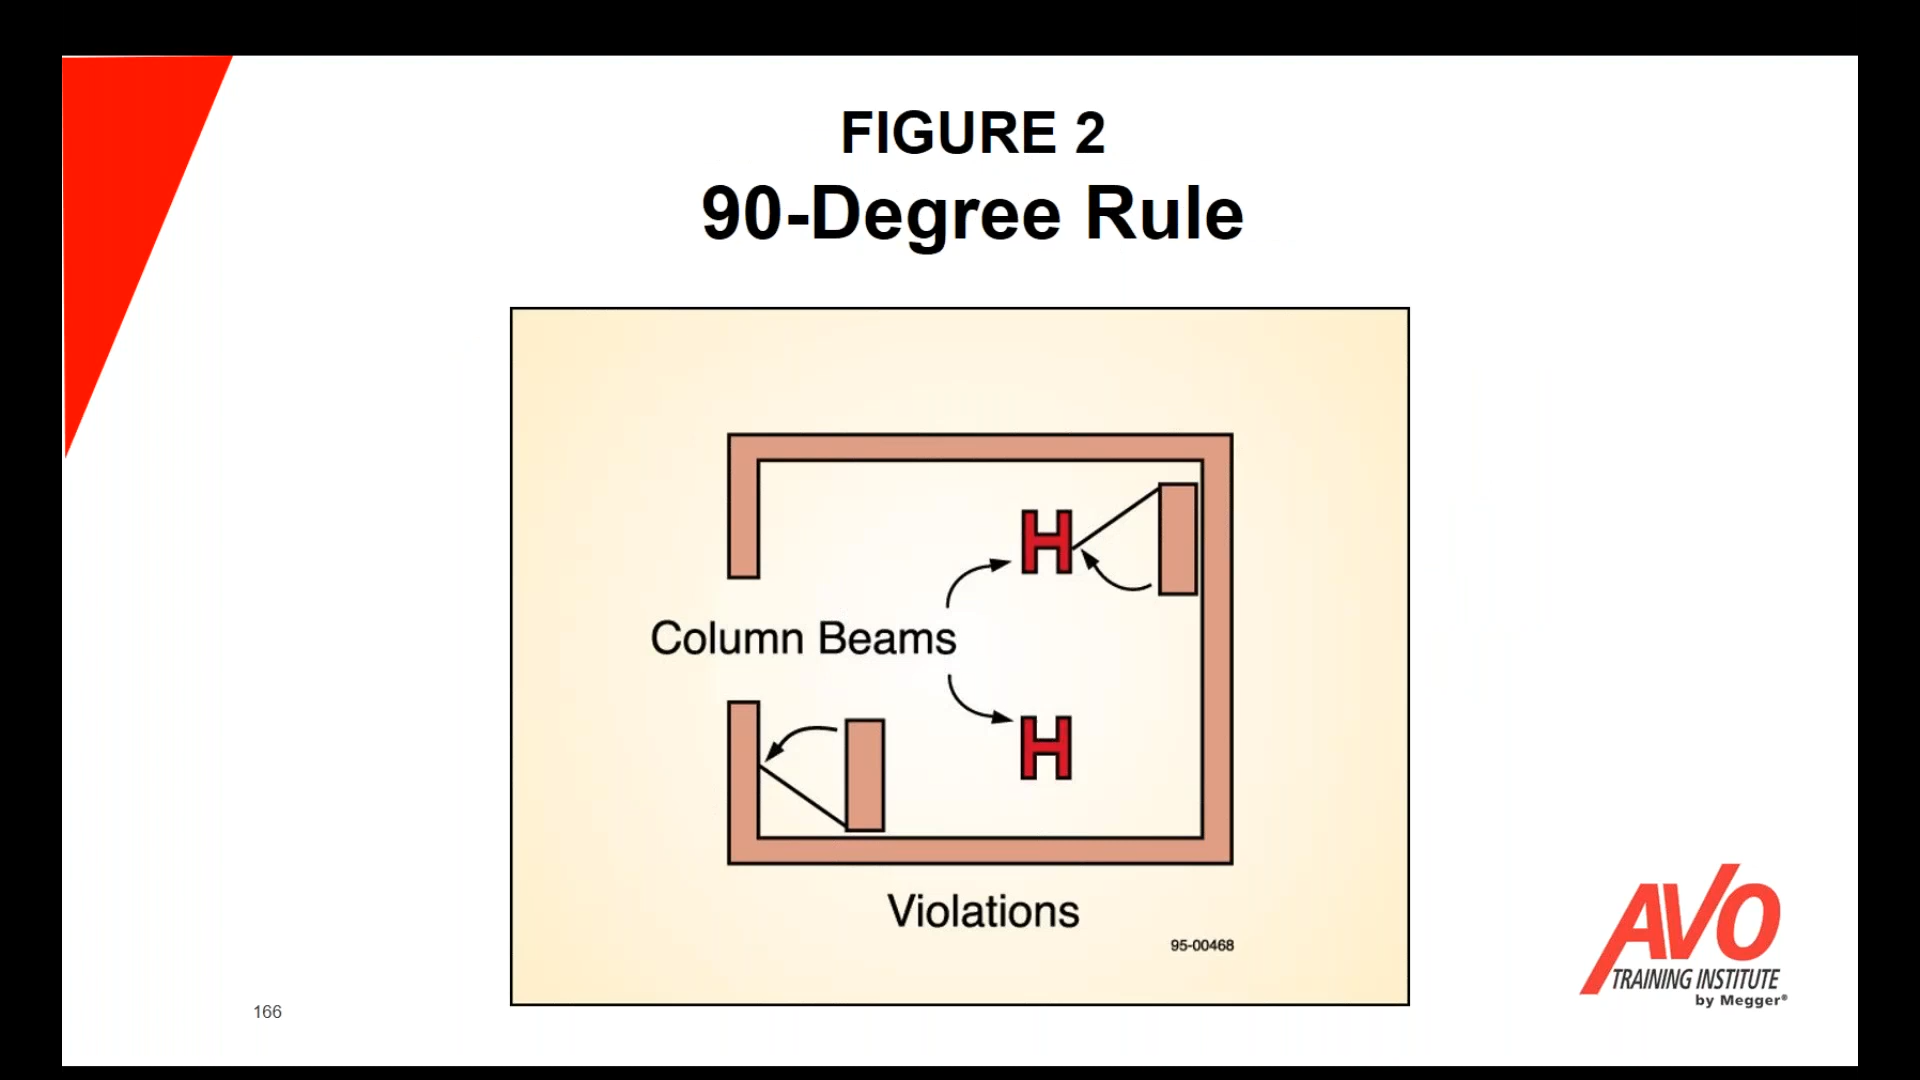 FIGURE 2
90-Degree Rule
Column Beams
Violations
95-00468
166
AVO
TRAINING INSTITUTE
by Megger®